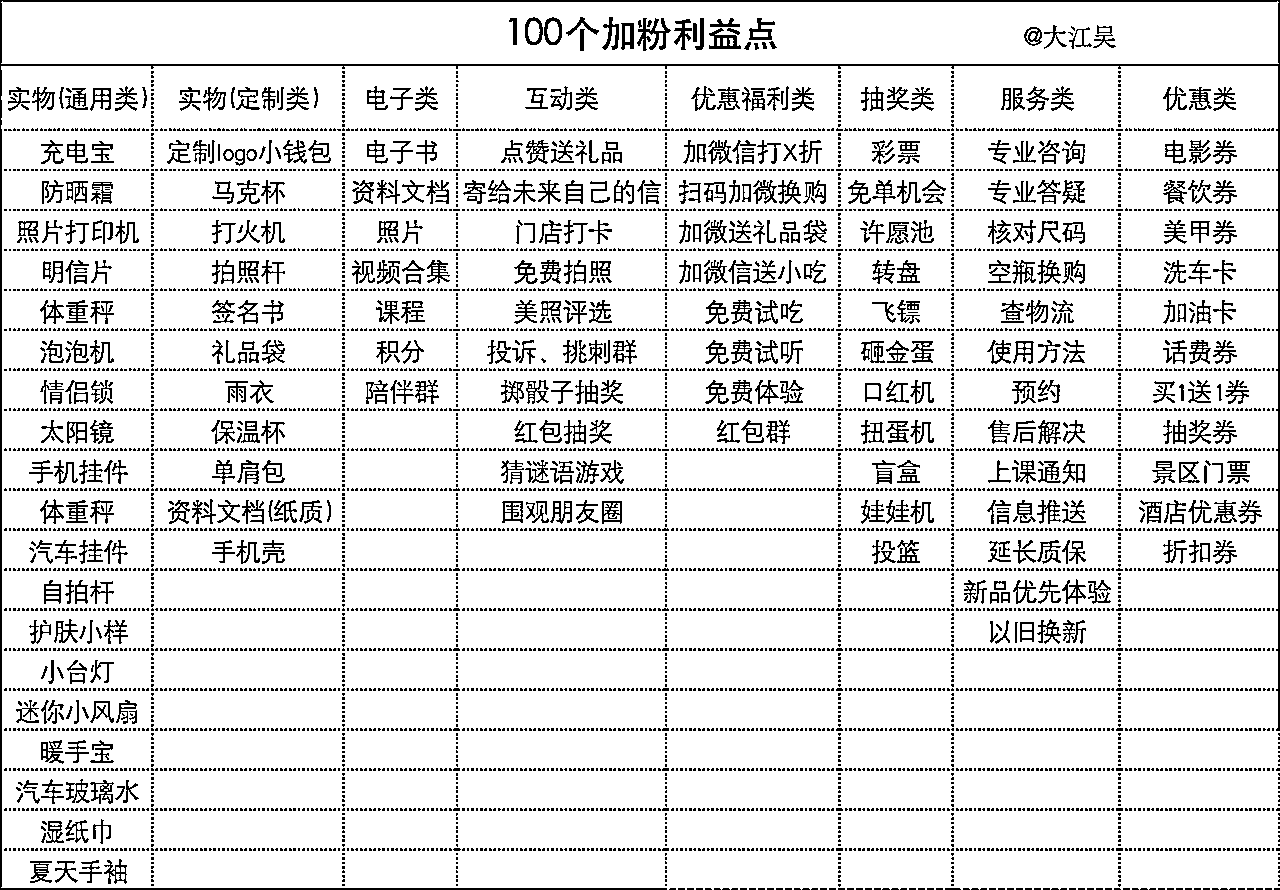 100个加粉利益点 @大江吴
实物(通用类) 实物(定制类) 电子类 互动类 优惠福利类 抽奖类 服务类 优惠类
充电宝 定制logo小钱包 电子书 点赞送礼品 加微信打X折 彩票 专业咨询 电影券
防晒霜 马克杯 资料文档 寄给未来自己的信 扫码加微换购 免单机会 专业答疑 餐饮券
照片打印机 打火机 照片 门店打卡 加微送礼品袋 许愿池 核对尺码 美甲券
明信片 拍照杆 视频合集 免费拍照 加微信送小吃 转盘 空瓶换购 洗车卡
体重秤 签名书 课程 美照评选 免费试吃 飞镖 查物流 加油卡
泡泡机 礼品袋 积分 投诉、挑刺群 免费试听 砸金蛋 使用方法 话费券
情侣锁 雨衣 陪伴群 掷骰子抽奖 免费体验 口红机 预约 买1送1券
太阳镜 保温杯 红包抽奖 红包群 扭蛋机 售后解决 抽奖券
手机挂件 单肩包 猜谜语游戏 盲盒 上课通知 景区门票
体重秤 资料文档(纸质) 围观朋友圈 娃娃机 信息推送 酒店优惠券
汽车挂件 手机壳 投篮 延长质保 折扣券
自拍杆 新品优先体验
护肤小样 以旧换新
小台灯
迷你小风扇
暖手宝
汽车玻璃水
湿纸巾
夏天手袖